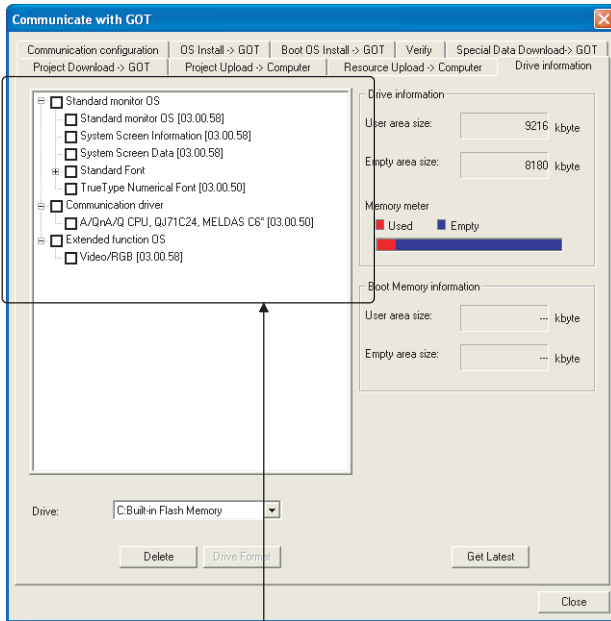 Communicate with GOT
Communication configuration
OS Install -> GOT
Boot OS Install -> GOT
Verify
Special Data Download-> GOT
Project Download -> GOT
Project Upload -> Computer
Resource Upload -> Computer
Drive information
Standard monitor OS
Standard monitor OS [03.00.58]
System Screen Information [03.00.58]
System Screen Data [03.00.58]
Standard Font
TrueType Numerical Font [03.00.50]
Communication driver
A/QnA/Q CPU, QJ71C24, MELDAS C6* [03.00.50]
Extended function OS
Video/RGB [03.00.58]
Drive information
User area size: 9216 kbyte
Empty area size: 8180 kbyte
Memory meter
Used Empty
Boot Memory information
User area size: ... kbyte
Empty area size: ... kbyte
Drive: C:Built-in Flash Memory
Delete
Drive Format
Get Latest
Close